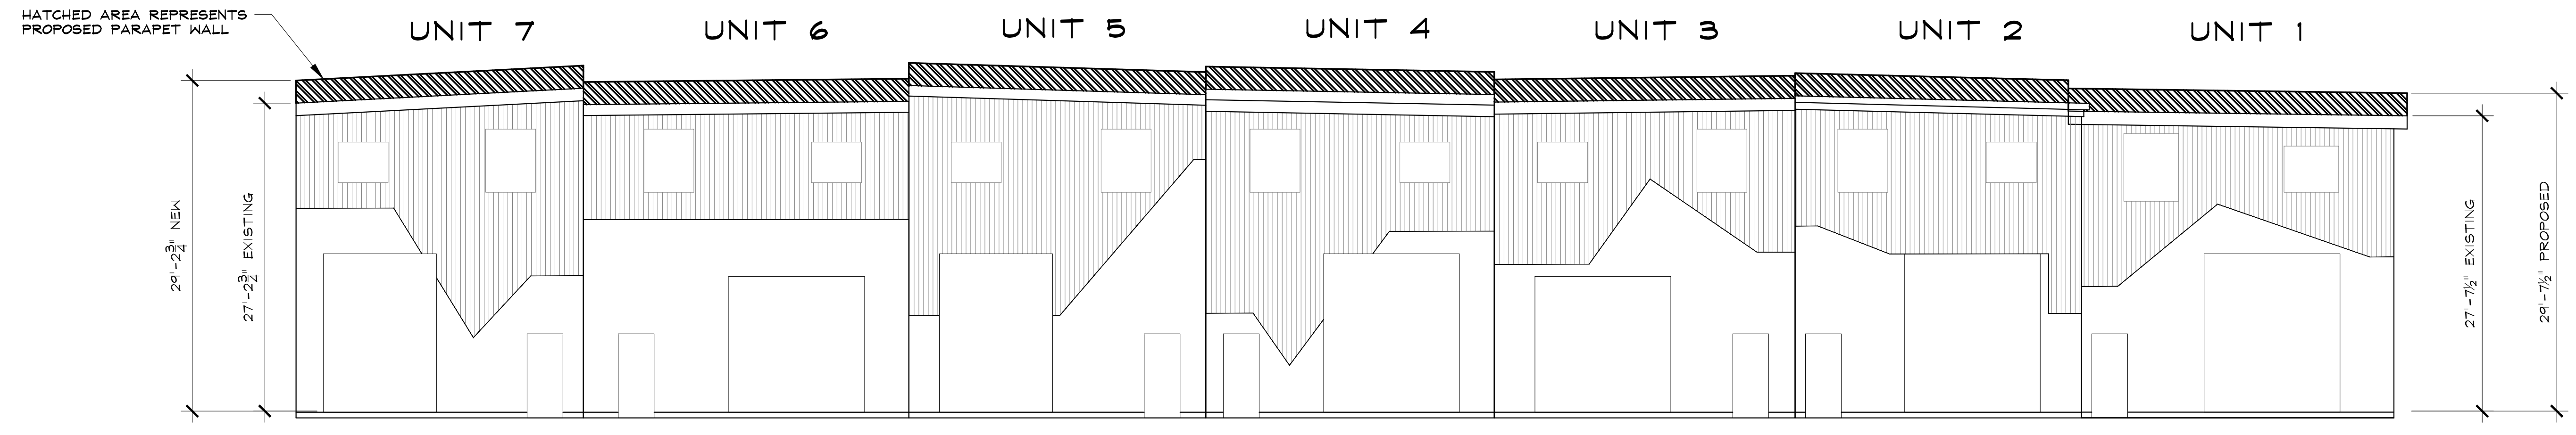 HATCHED AREA REPRESENTS
PROPOSED PARAPET WALL
UNIT 7
UNIT 6
UNIT 5
UNIT 4
UNIT 3
UNIT 2
UNIT 1
29'-2¾" NEW
27'-2¾" EXISTING
27'-7½" EXISTING
29'-7½" PROPOSED